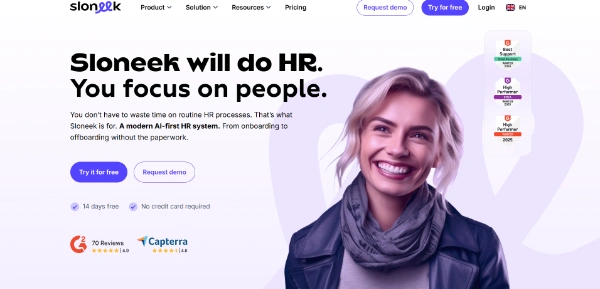 sloneek
Product
Solution
Resources
Pricing
Request demo
Try for free
Login
EN
Sloneek will do HR.
You focus on people.
You don't have to waste time on routine HR processes. That's what
Sloneek is for. A modern AI-first HR system. From onboarding to
offboarding without the paperwork.
Try it for free
Request demo
14 days free
No credit card required
G2
70 Reviews
4.9
Capterra
4.8
Best
Support
High
Performer
High
Performer
2025